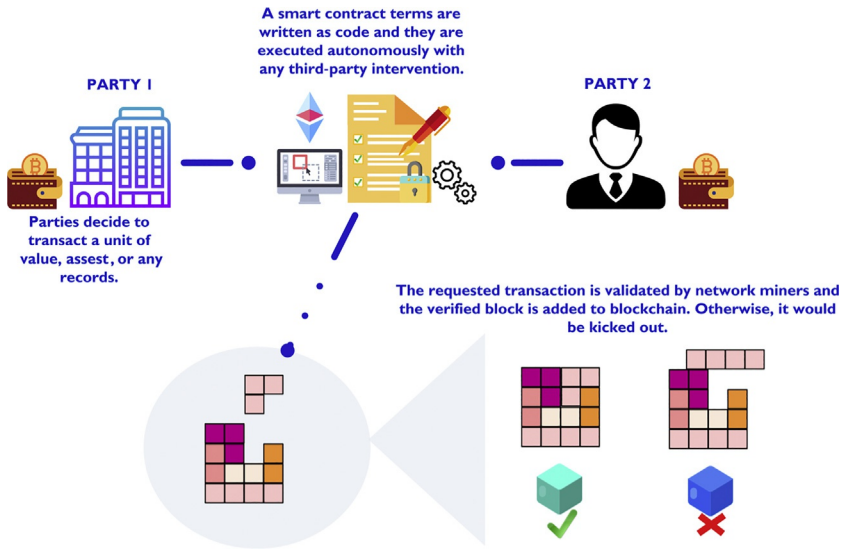 A smart contract terms are
written as code and they are
executed autonomously with
any third-party intervention.
PARTY 1
PARTY 2
Parties decide to
transact a unit of
value, assest, or any
records.
The requested transaction is validated by network miners and
the verified block is added to blockchain. Otherwise, it would
be kicked out.